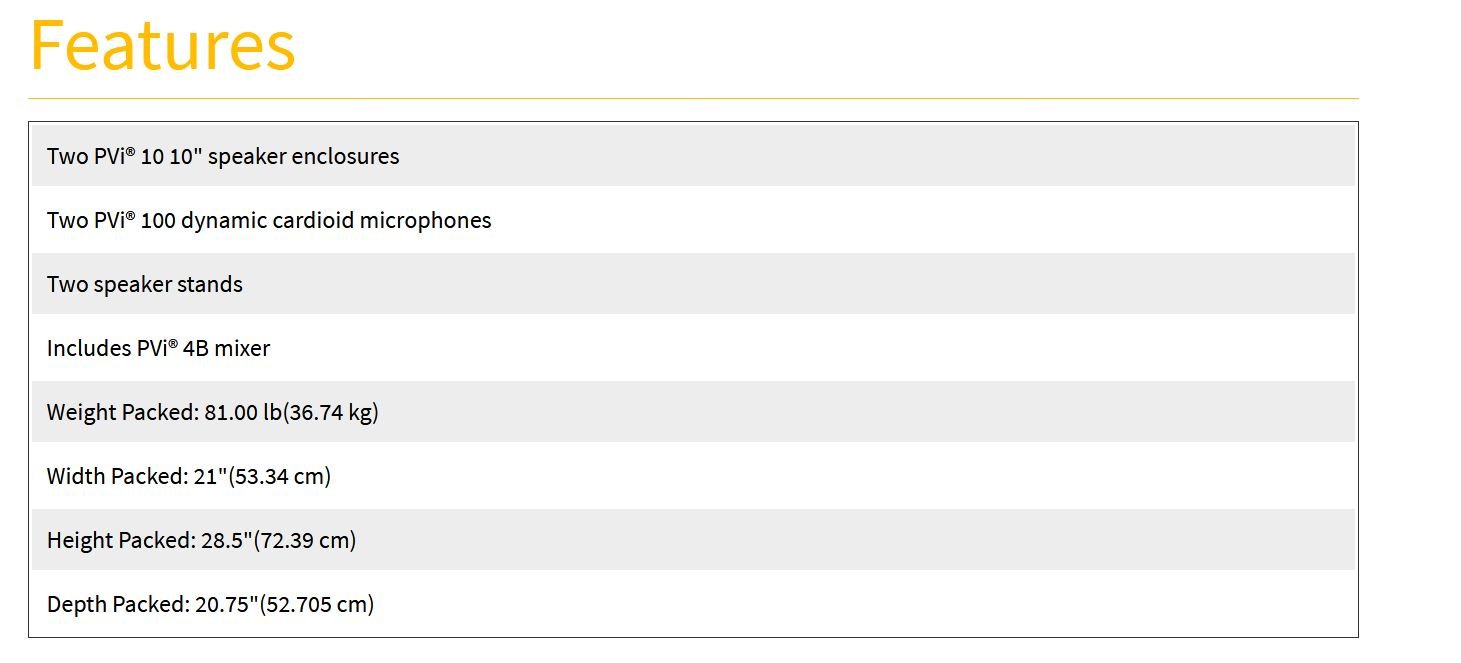 Features
Two PVi® 10 10" speaker enclosures
Two PVi® 100 dynamic cardioid microphones
Two speaker stands
Includes PVi® 4B mixer
Weight Packed: 81.00 lb(36.74 kg)
Width Packed: 21"(53.34 cm)
Height Packed: 28.5"(72.39 cm)
Depth Packed: 20.75"(52.705 cm)